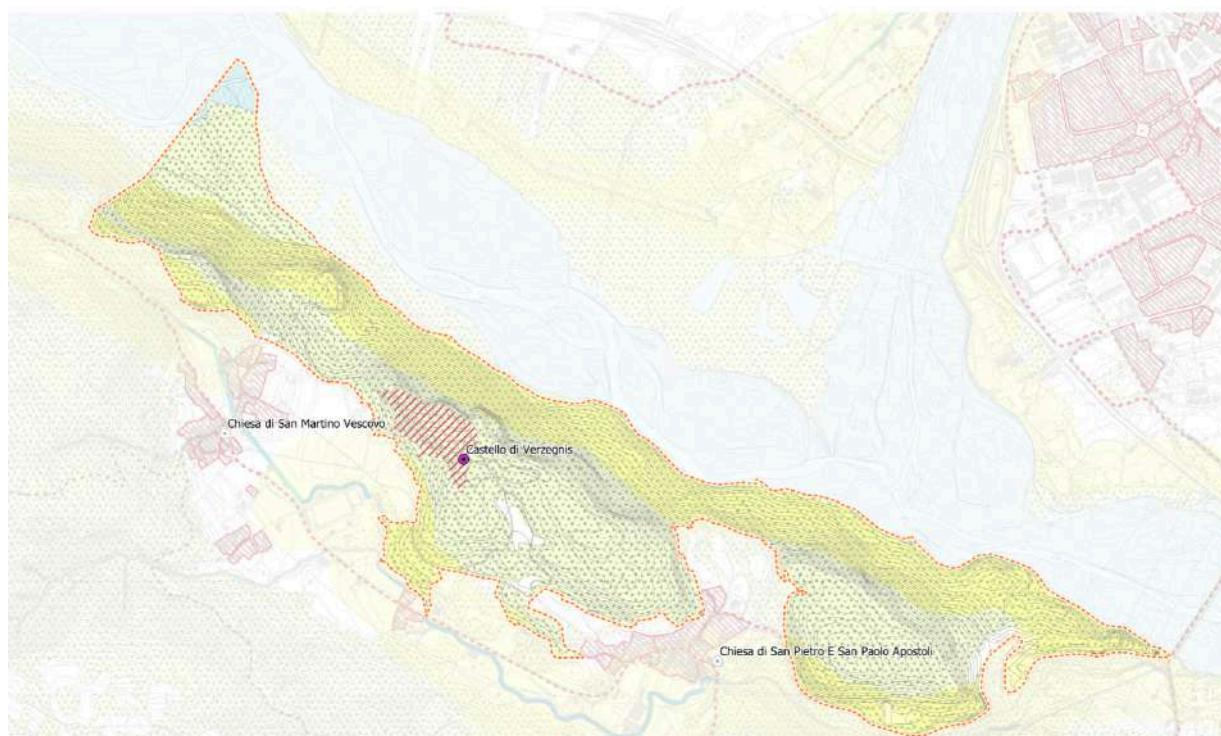 Chiesa di San Martino Vescovo
Castello di Verzegnis
Chiesa di San Pietro E San Paolo Apostoli